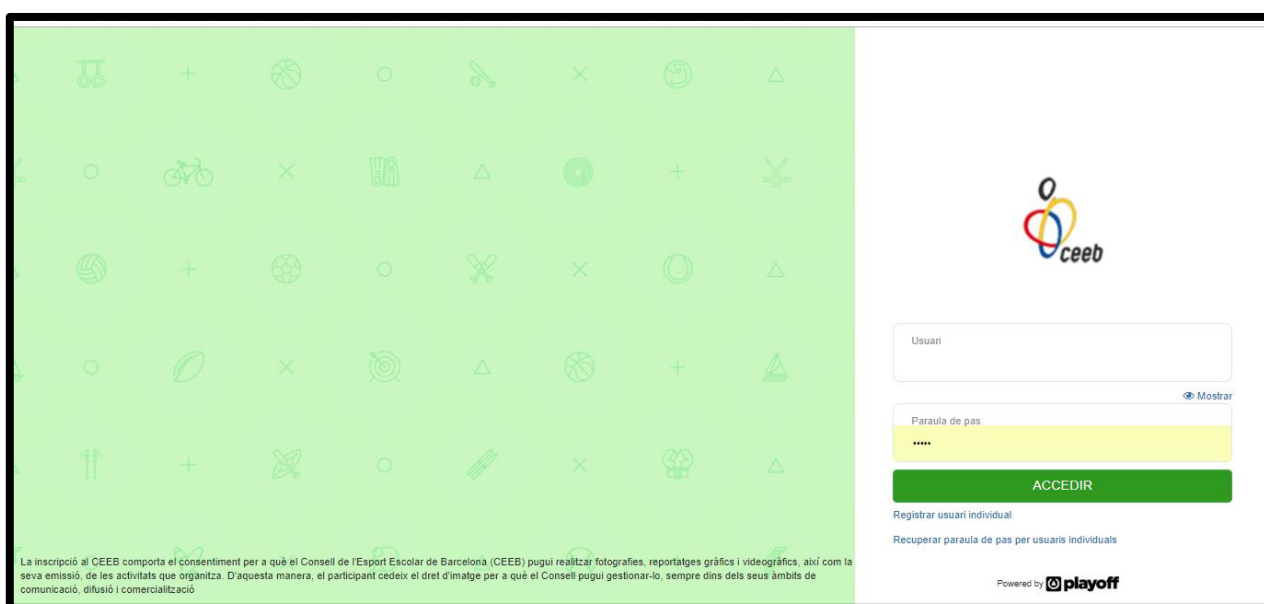 ceeb
Usuari
Mostrar
Paraula de pas
•••••
ACCEDIR
Registrar usuari individual
Recuperar paraula de pas per usuaris individuals
Powered by playoff
La inscripció al CEEB comporta el consentiment per a què el Consell de l'Esport Escolar de Barcelona (CEEB) pugui realitzar fotografies, reportatges gràfics i videogràfics, així com la
seva emissió, de les activitats que organitza. D'aquesta manera, el participant cedeix el dret d'imatge per a què el Consell pugui gestionar-lo, sempre dins dels seus àmbits de
comunicació, difusió i comercialització